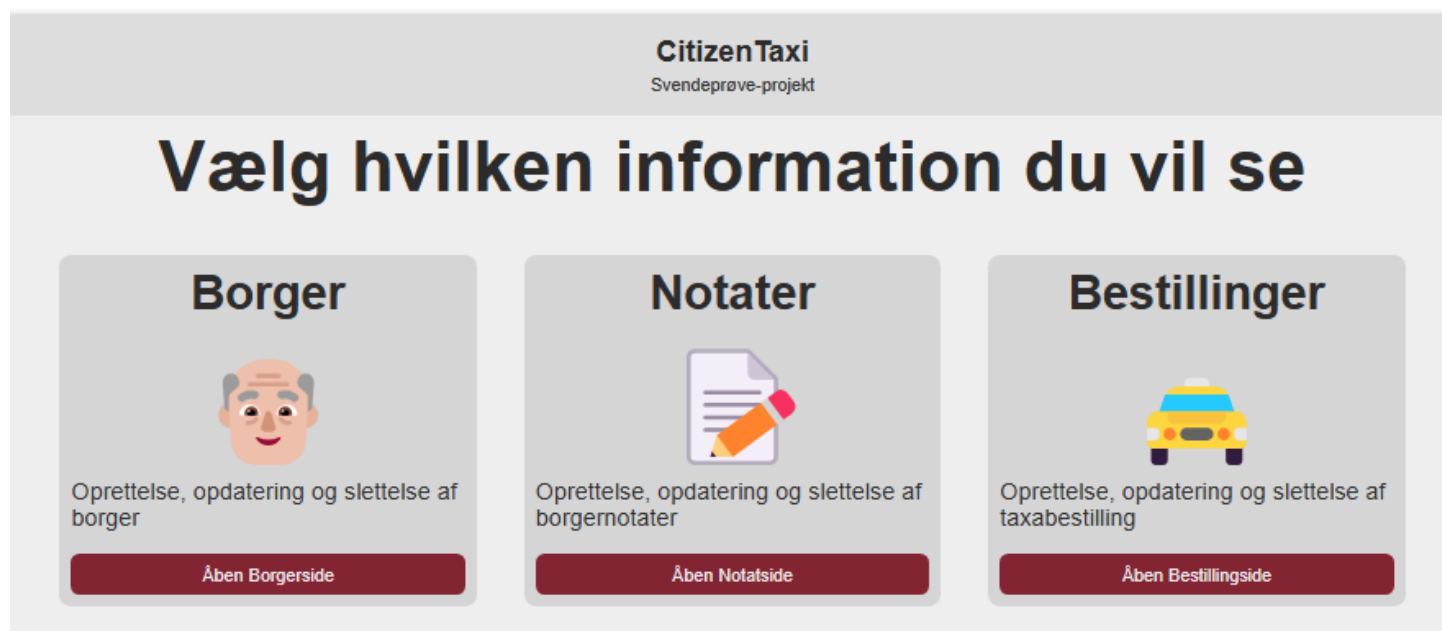 CitizenTaxi
Svendeprøve-projekt
Vælg hvilken information du vil se
Borger
Oprettelse, opdatering og slettelse af
borger
Åben Borgerside
Notater
Oprettelse, opdatering og slettelse af
borgernotater
Åben Notatside
Bestillinger
Oprettelse, opdatering og slettelse af
taxabestilling
Åben Bestillingside